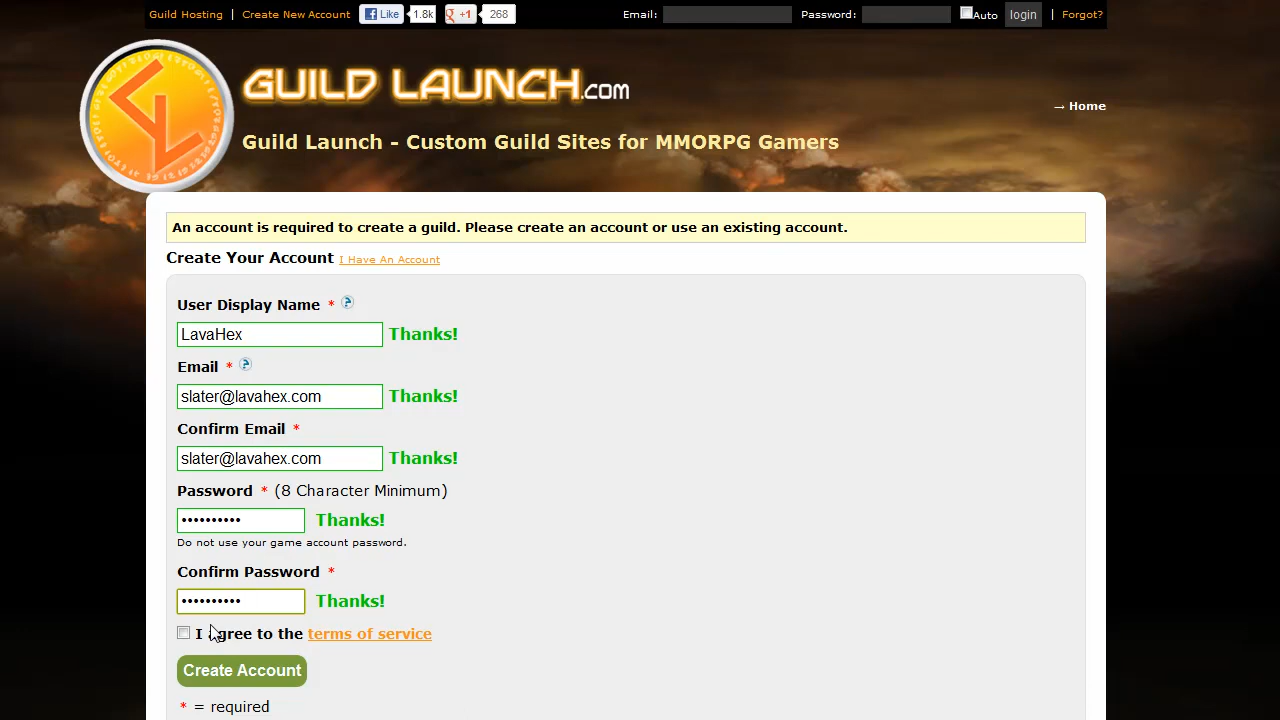 Guild Hosting | Create New Account Like 1.8k +1 268 Email: Password: Auto login | Forgot?
GUILD LAUNCH.COM
→ Home
Guild Launch - Custom Guild Sites for MMORPG Gamers
An account is required to create a guild. Please create an account or use an existing account.
Create Your Account I Have An Account
User Display Name * ?
LavaHex Thanks!
Email * ?
slater@lavahex.com Thanks!
Confirm Email *
slater@lavahex.com Thanks!
Password * (8 Character Minimum)
•••••••••• Thanks!
Do not use your game account password.
Confirm Password *
•••••••••• Thanks!
I agree to the terms of service
Create Account
* = required